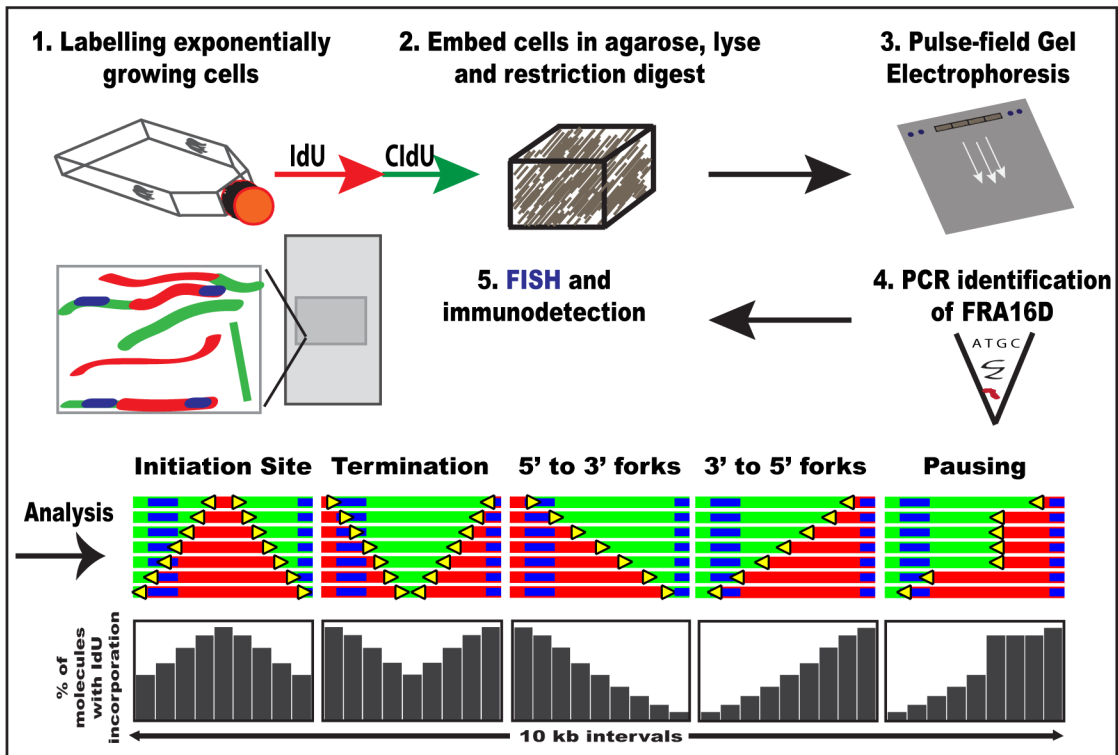 1. Labelling exponentially
growing cells
2. Embed cells in agarose, lyse
and restriction digest
3. Pulse-field Gel
Electrophoresis
IdU
CldU
5. FISH and
immunodetection
4. PCR identification
of FRA16D
ATGC
Analysis
Initiation Site
Termination
5' to 3' forks
3' to 5' forks
Pausing
% of
molecules
with IdU
incorporation
10 kb intervals